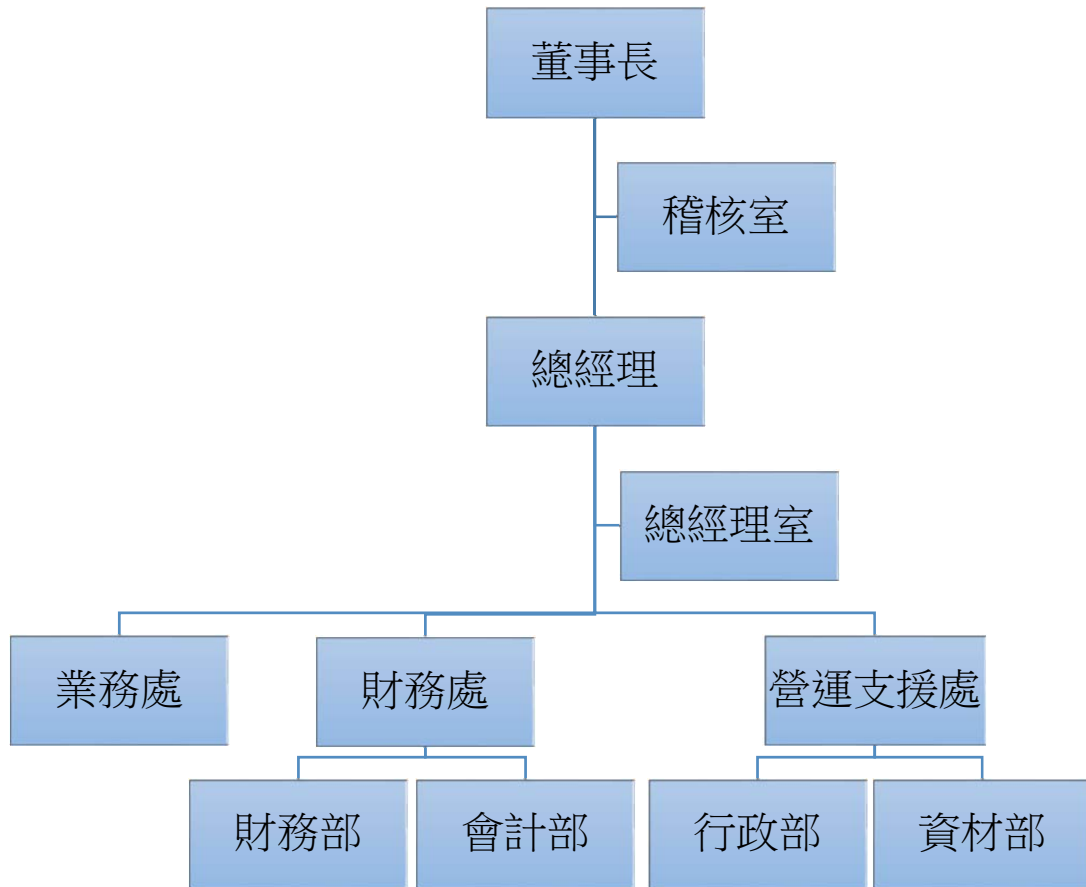 董事長
稽核室
總經理
總經理室
業務處
財務處
營運支援處
財務部
會計部
行政部
資材部